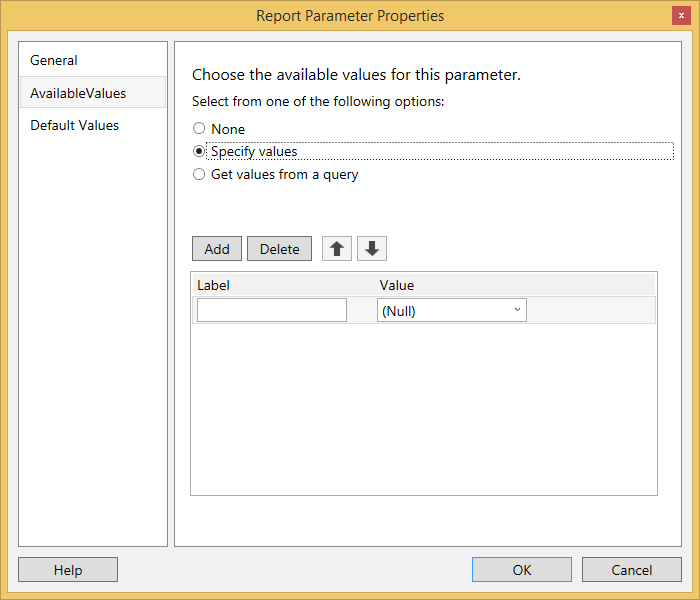 Report Parameter Properties
x
General
AvailableValues
Default Values
Choose the available values for this parameter.
Select from one of the following options:
None
Specify values
Get values from a query
Add Delete
Label Value
(Null)
Help OK Cancel